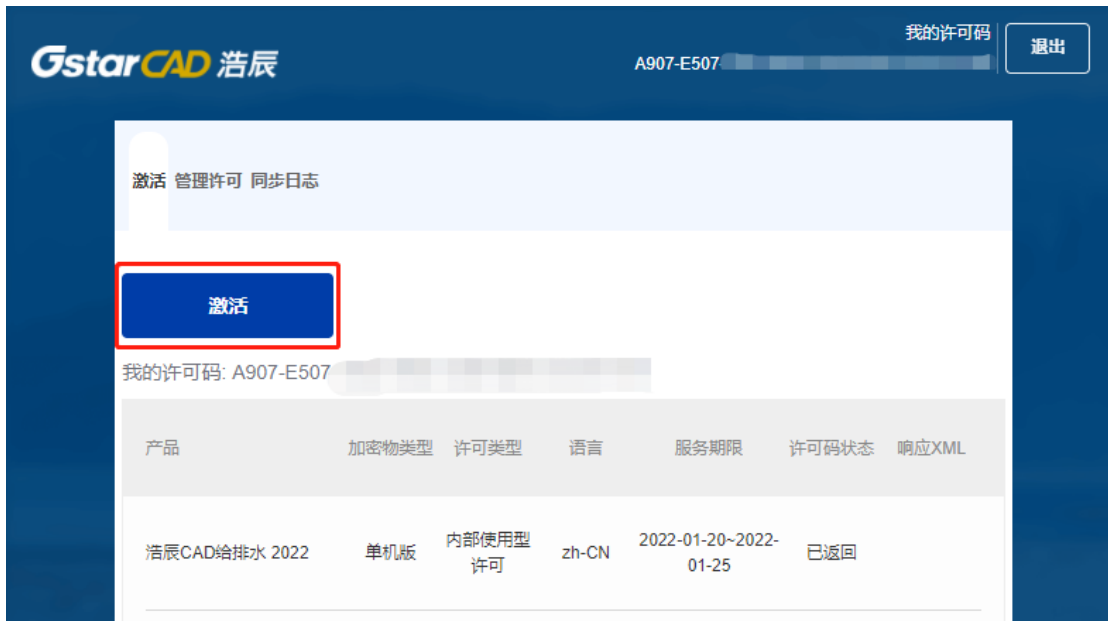 GstarCAD 浩辰
我的许可码
A907-E507
退出
激活 管理许可 同步日志
激活
我的许可码: A907-E507
产品 加密物类型 许可类型 语言 服务期限 许可码状态 响应XML
浩辰CAD给排水 2022 单机版 内部使用型 zh-CN 2022-01-20~2022- 已返回
许可 01-25